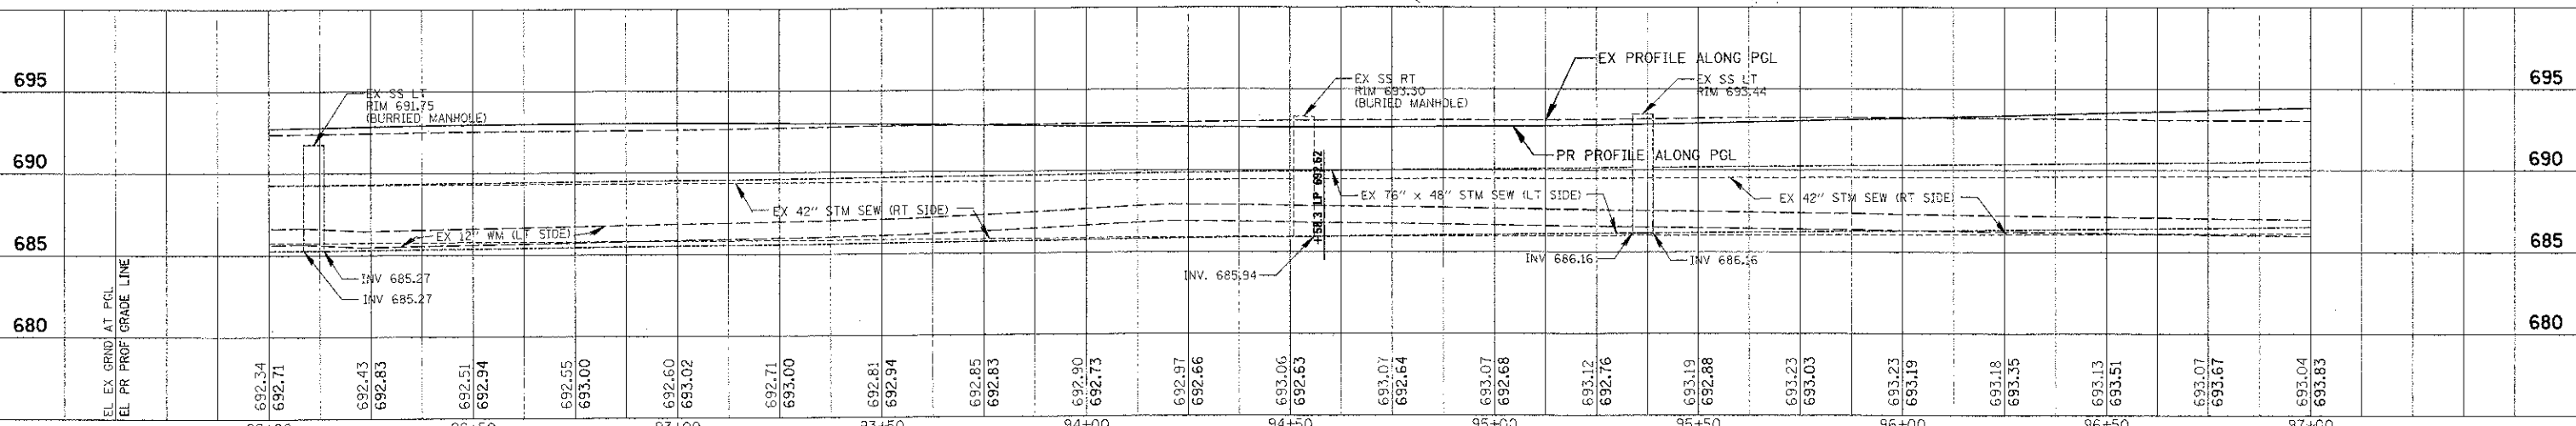 EX PROFILE ALONG PGL
695
695
EX SS LT
RIM 691.75
(BURRIED MANHOLE)
EX SS RT
RIM 693.30
(BURIED MANHOLE)
EX SS LT
RIM 693.44
690
690
PR PROFILE ALONG PGL
+58.3 LP 692.62
EX 42" STM SEW (RT SIDE)
EX 76" x 48" STM SEW (LT SIDE)
EX 42" STM SEW (RT SIDE)
EX 12" WM (LT SIDE)
685
685
INV 685.27
INV 685.27
INV. 685.94
INV 686.16
INV 686.16
680
680
EL EX GRND AT PGL
EL PR PROF GRADE LINE
692.34
692.71
692.43
692.83
692.51
692.94
692.55
693.00
692.60
693.02
692.71
693.00
692.81
692.94
692.85
692.83
692.90
692.73
692.97
692.66
693.06
692.63
693.07
692.64
693.07
692.68
693.12
692.76
693.19
692.88
693.23
693.03
693.23
693.19
693.18
693.35
693.13
693.51
693.07
693.67
693.04
693.83
93+50
94+00
94+50
95+00
95+50
96+00
96+50
97+00